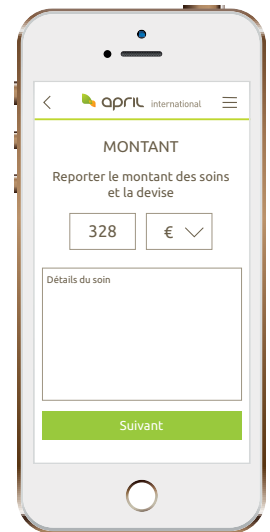 april international
MONTANT
Reporter le montant des soins
et la devise
328
€
Détails du soin
Suivant